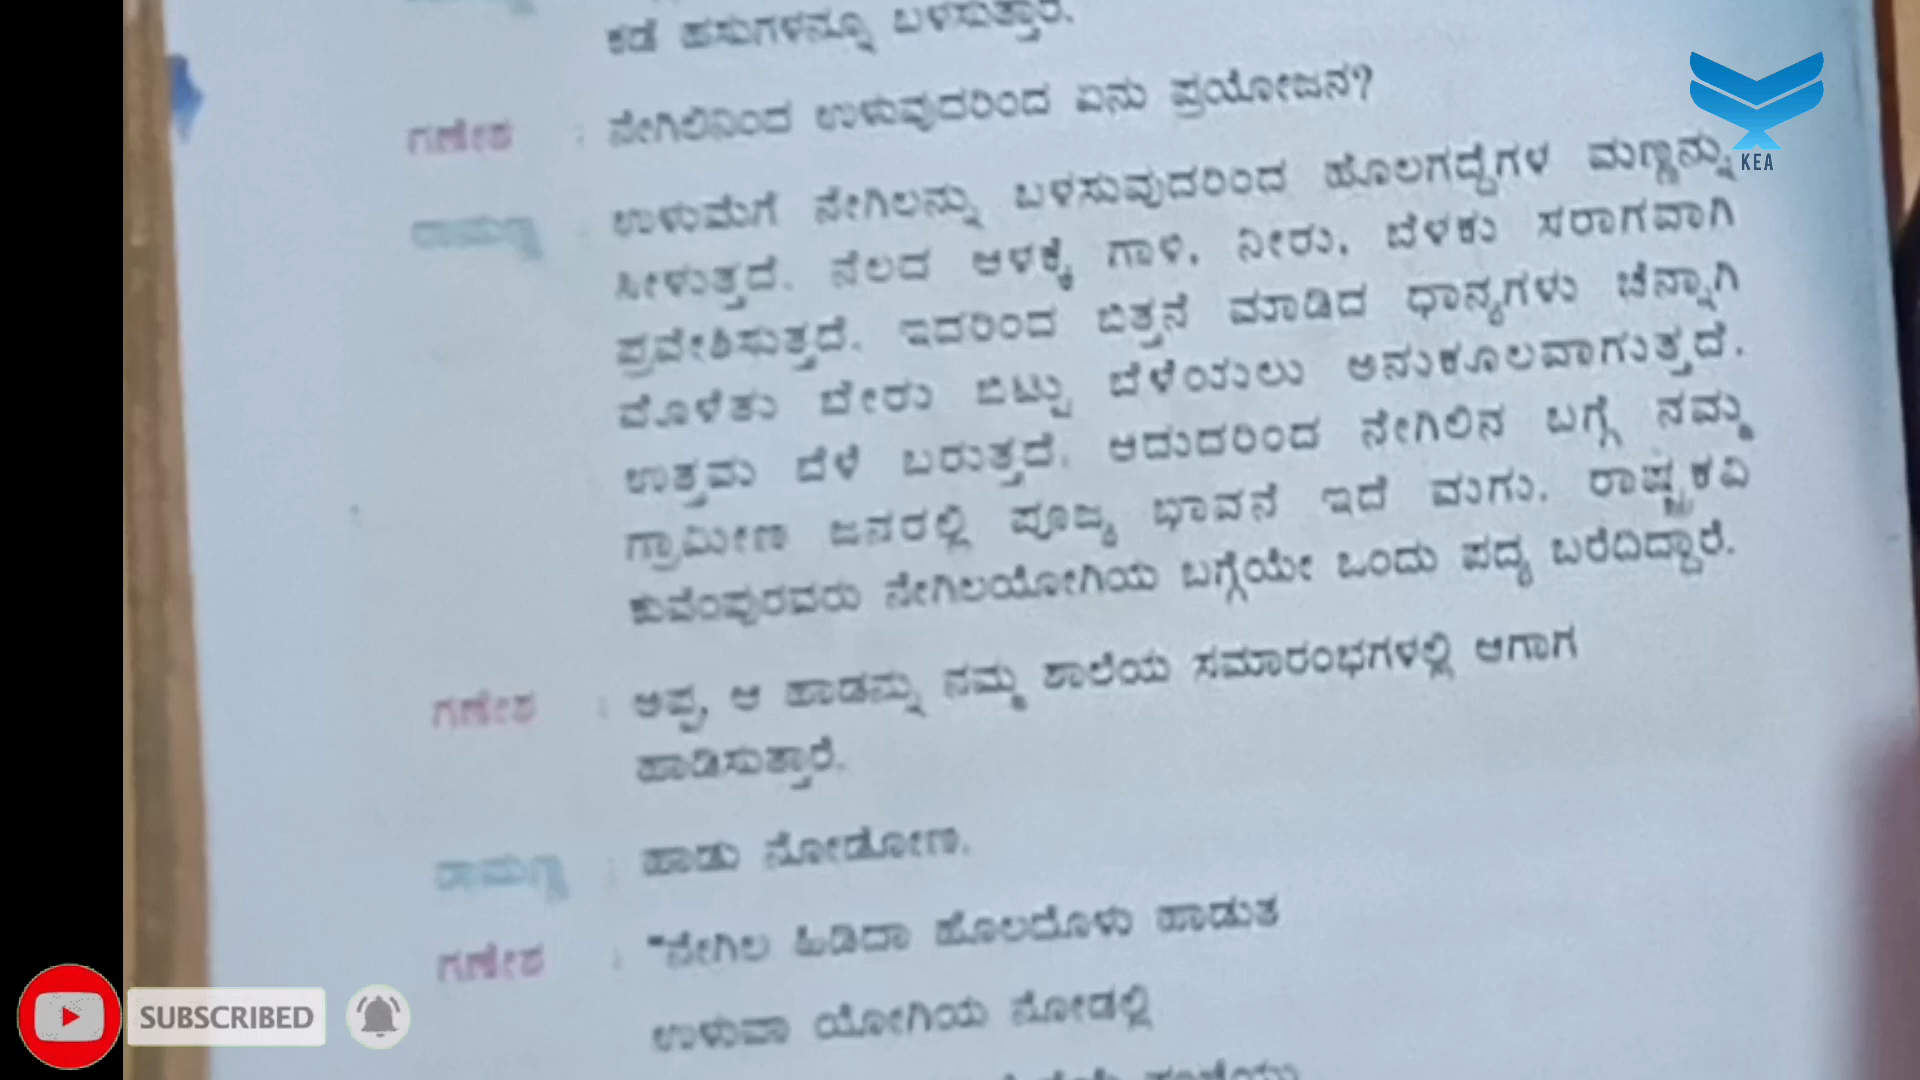 ಕಡೆ ಹಸುಗಳನ್ನೂ ಬಳಸುತ್ತಾರೆ.
ಗಣೇಶ : ನೇಗಿಲಿನಿಂದ ಉಳುವುದರಿಂದ ಏನು ಪ್ರಯೋಜನ?
ರಾಮಣ್ಣ : ಉಳುಮೆಗೆ ನೇಗಿಲನ್ನು ಬಳಸುವುದರಿಂದ ಹೊಲಗದ್ದೆಗಳ ಮಣ್ಣನ್ನು
ಸೀಳುತ್ತದೆ. ನೆಲದ ಆಳಕ್ಕೆ ಗಾಳಿ, ನೀರು, ಬೆಳಕು ಸರಾಗವಾಗಿ
ಪ್ರವೇಶಿಸುತ್ತದೆ. ಇದರಿಂದ ಬಿತ್ತನೆ ಮಾಡಿದ ಧಾನ್ಯಗಳು ಚೆನ್ನಾಗಿ
ಮೊಳೆತು ಬೇರು ಬಿಟ್ಟು ಬೆಳೆಯಲು ಅನುಕೂಲವಾಗುತ್ತದೆ.
ಉತ್ತಮ ಬೆಳೆ ಬರುತ್ತದೆ. ಆದುದರಿಂದ ನೇಗಿಲಿನ ಬಗ್ಗೆ ನಮ್ಮ
ಗ್ರಾಮೀಣ ಜನರಲ್ಲಿ ಪೂಜ್ಯ ಭಾವನೆ ಇದೆ ಮಗು. ರಾಷ್ಟ್ರಕವಿ
ಕುವೆಂಪುರವರು ನೇಗಿಲಯೋಗಿಯ ಬಗ್ಗೆಯೇ ಒಂದು ಪದ್ಯ ಬರೆದಿದ್ದಾರೆ.
ಗಣೇಶ : ಅಪ್ಪ, ಆ ಹಾಡನ್ನು ನಮ್ಮ ಶಾಲೆಯ ಸಮಾರಂಭಗಳಲ್ಲಿ ಆಗಾಗ
ಹಾಡಿಸುತ್ತಾರೆ.
ರಾಮಣ್ಣ : ಹಾಡು ನೋಡೋಣ.
ಗಣೇಶ : "ನೇಗಿಲ ಹಿಡಿದಾ ಹೊಲದೊಳು ಹಾಡುತ
ಉಳುವಾ ಯೋಗಿಯ ನೋಡಲ್ಲಿ
KEA
SUBSCRIBED